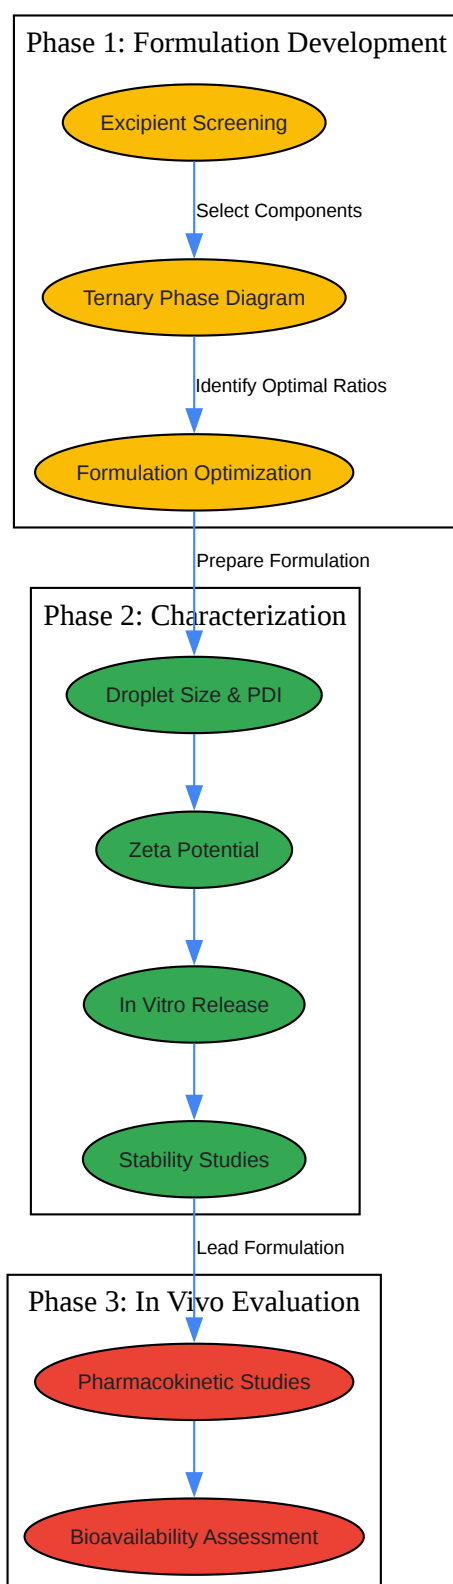 Phase 1: Formulation Development
Excipient Screening
Select Components
Ternary Phase Diagram
Identify Optimal Ratios
Formulation Optimization
Prepare Formulation
Phase 2: Characterization
Droplet Size & PDI
Zeta Potential
In Vitro Release
Stability Studies
Lead Formulation
Phase 3: In Vivo Evaluation
Pharmacokinetic Studies
Bioavailability Assessment